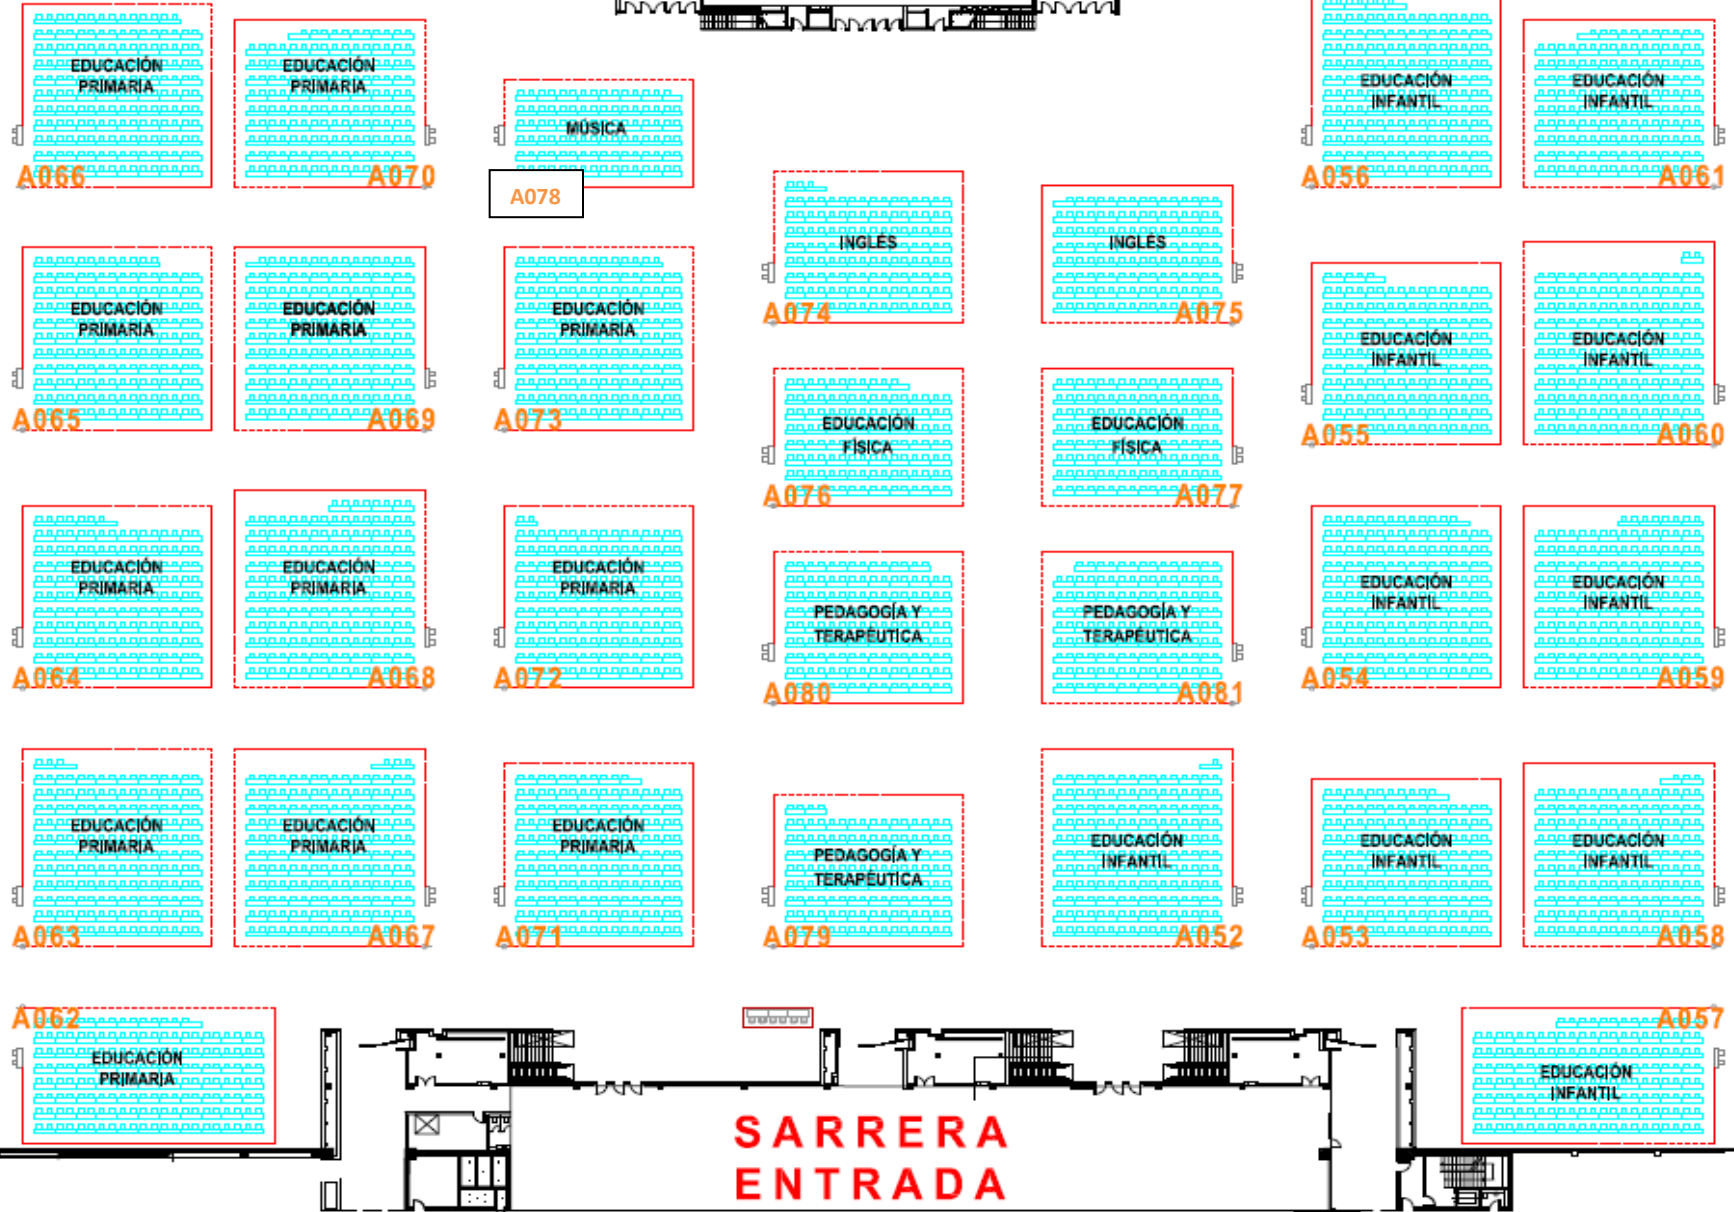 EDUCACIÓN
PRIMARIA
A066
EDUCACIÓN
PRIMARIA
A070
MÚSICA
A078
EDUCACIÓN
INFANTIL
A056
EDUCACIÓN
INFANTIL
A061
INGLÉS
A074
INGLÉS
A075
EDUCACIÓN
PRIMARIA
A065
EDUCACIÓN
PRIMARIA
A069
EDUCACIÓN
PRIMARIA
A073
EDUCACIÓN
INFANTIL
A055
EDUCACIÓN
INFANTIL
A060
EDUCACIÓN
FÍSICA
A076
EDUCACIÓN
FÍSICA
A077
EDUCACIÓN
PRIMARIA
A064
EDUCACIÓN
PRIMARIA
A068
EDUCACIÓN
PRIMARIA
A072
PEDAGOGÍA Y
TERAPÉUTICA
A080
PEDAGOGÍA Y
TERAPÉUTICA
A081
EDUCACIÓN
INFANTIL
A054
EDUCACIÓN
INFANTIL
A059
EDUCACIÓN
PRIMARIA
A063
EDUCACIÓN
PRIMARIA
A067
EDUCACIÓN
PRIMARIA
A071
PEDAGOGÍA Y
TERAPÉUTICA
A079
EDUCACIÓN
INFANTIL
A052
EDUCACIÓN
INFANTIL
A053
EDUCACIÓN
INFANTIL
A058
A062
EDUCACIÓN
PRIMARIA
A057
EDUCACIÓN
INFANTIL
SARRERA
ENTRADA